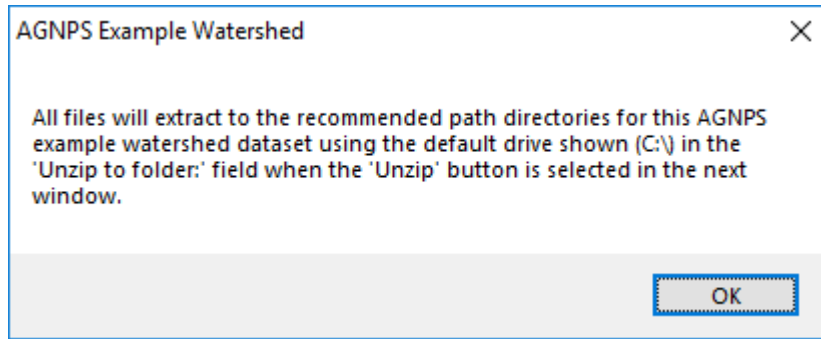 AGNPS Example Watershed
All files will extract to the recommended path directories for this AGNPS
example watershed dataset using the default drive shown (C:\) in the
'Unzip to folder:' field when the 'Unzip' button is selected in the next
window.
OK